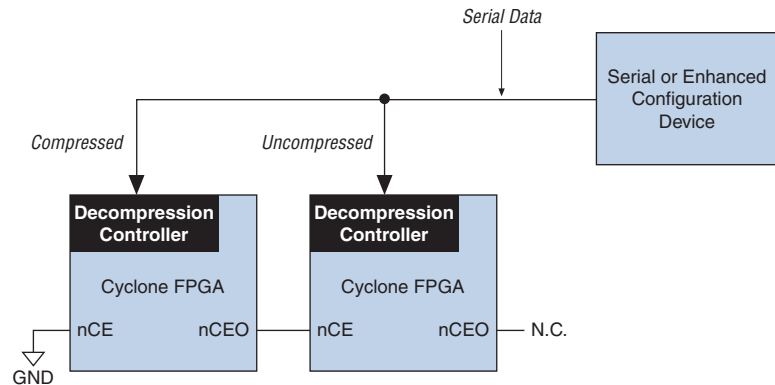 Serial Data
Serial or Enhanced
Configuration
Device
Compressed
Uncompressed
Decompression
Controller
Decompression
Controller
Cyclone FPGA
Cyclone FPGA
nCE
nCEO
nCE
nCEO
N.C.
GND